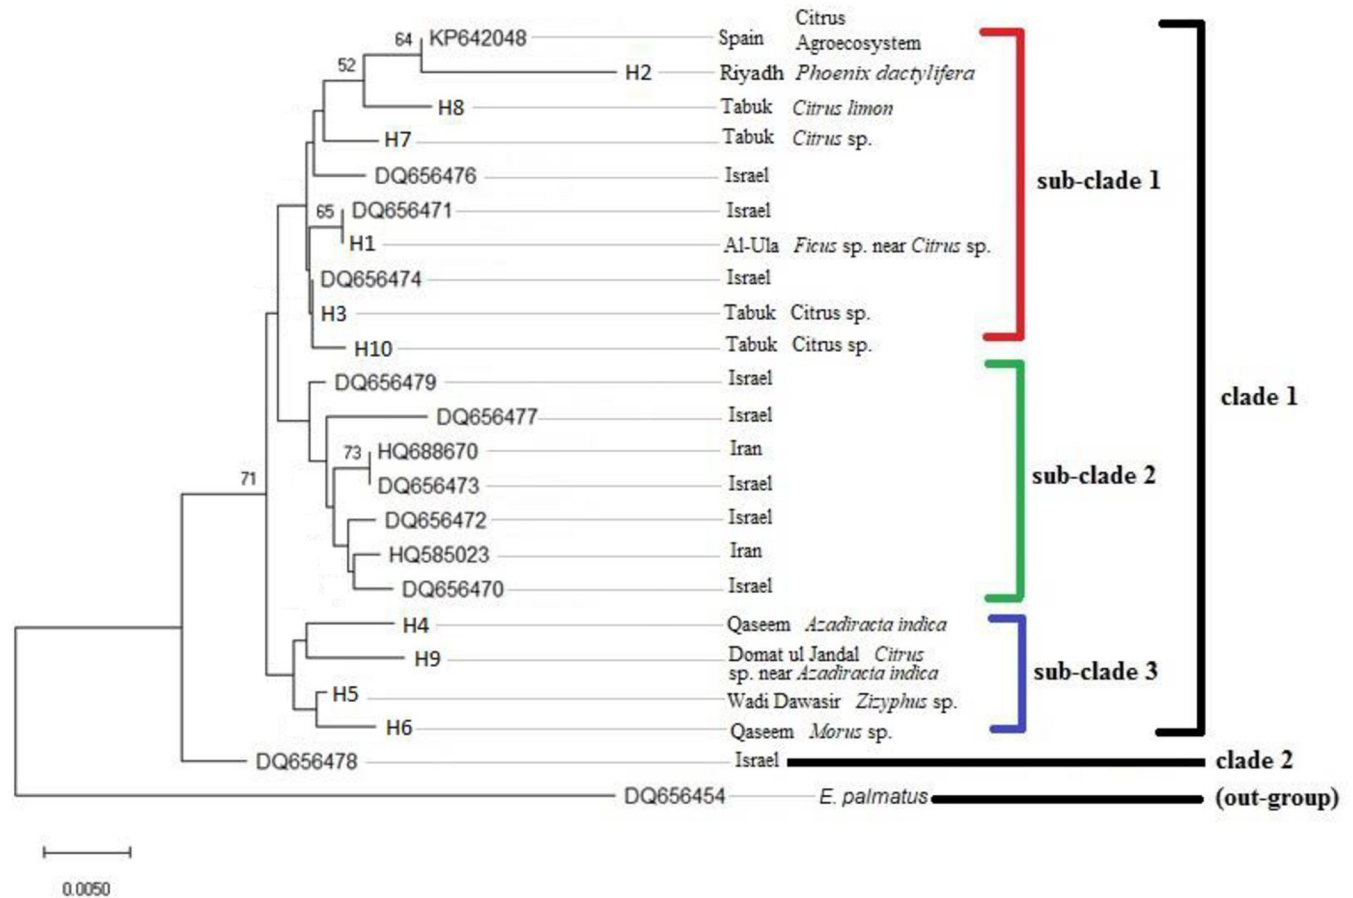 Citrus
64 KP642048 Spain Agroecosystem
H2 Riyadh Phoenix dactylifera
52
H8 Tabuk Citrus limon
H7 Tabuk Citrus sp.
DQ656476 Israel
sub-clade 1
65 DQ656471 Israel
H1 Al-Ula Ficus sp. near Citrus sp.
DQ656474 Israel
H3 Tabuk Citrus sp.
H10 Tabuk Citrus sp.
DQ656479 Israel
clade 1
DQ656477 Israel
73 HQ688670 Iran
71
sub-clade 2
DQ656473 Israel
DQ656472 Israel
HQ585023 Iran
DQ656470 Israel
H4 Qaseem Azadiracta indica
H9 Domat ul Jandal Citrus
sp. near Azadiracta indica
sub-clade 3
H5 Wadi Dawasir Zizyphus sp.
H6 Qaseem Morus sp.
DQ656478 Israel clade 2
DQ656454 E. palmatus (out-group)
0.0050